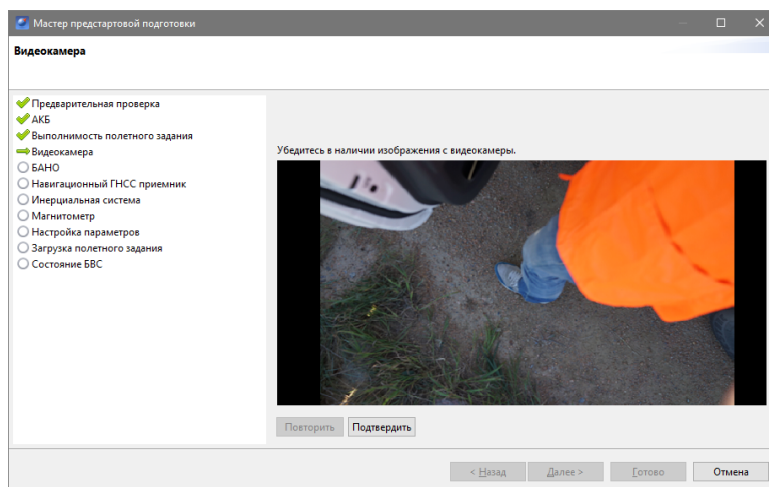 Мастер предстартовой подготовки
Видеокамера
Предварительная проверка
АКБ
Выполнимость полетного задания
Видеокамера
БАНО
Навигационный ГНСС приемник
Инерциальная система
Магнитометр
Настройка параметров
Загрузка полетного задания
Состояние БВС
Убедитесь в наличии изображения с видеокамеры.
Повторить Подтвердить
< Назад Далее > Готово Отмена